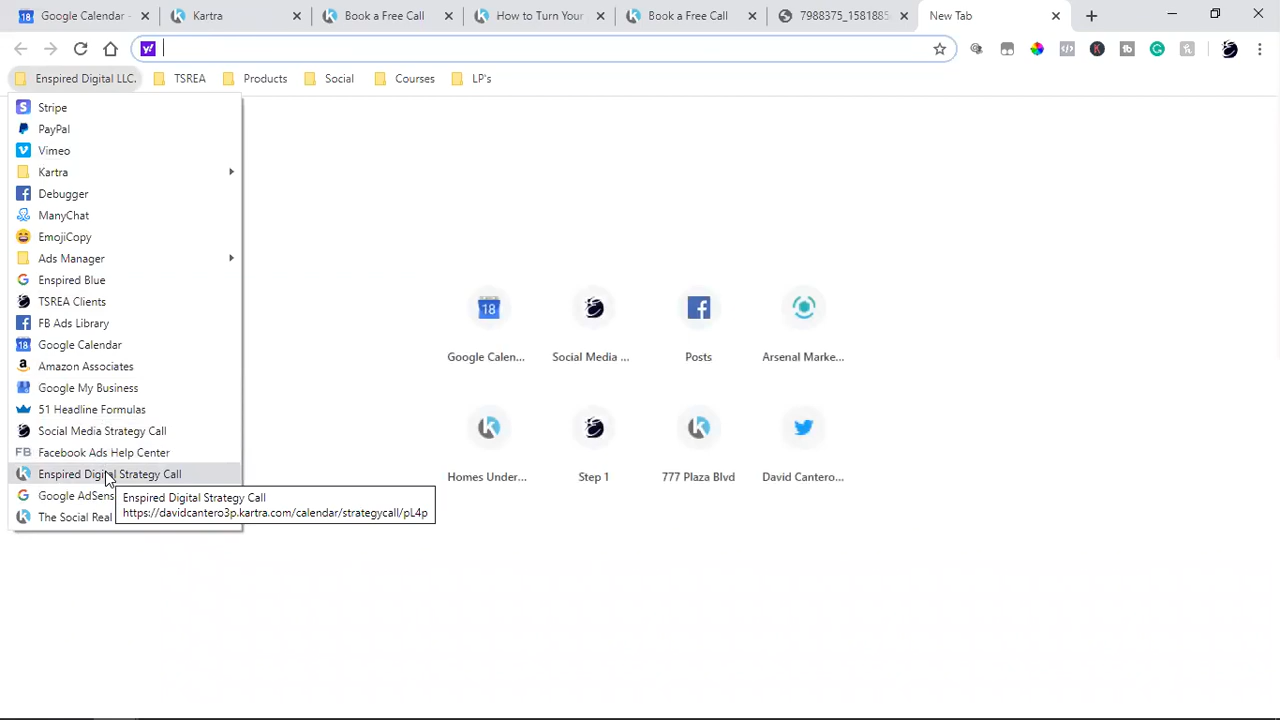 Google Calendar -
Kartra
Book a Free Call
How to Turn Your
Book a Free Call
7988375_1581885
New Tab
Enspired Digital LLC.
TSREA
Products
Social
Courses
LP's
Stripe
PayPal
Vimeo
Kartra
Debugger
ManyChat
EmojiCopy
Ads Manager
Enspired Blue
TSREA Clients
FB Ads Library
Google Calendar
Amazon Associates
Google My Business
51 Headline Formulas
Social Media Strategy Call
FB Facebook Ads Help Center
Enspired Digital Strategy Call
Google AdSens
The Social Real
Enspired Digital Strategy Call
https://davidcantero3p.kartra.com/calendar/strategycall/pL4p
Google Calen...
Social Media ...
Posts
Arsenal Marke...
Homes Under...
Step 1
777 Plaza Blvd
David Cantero...